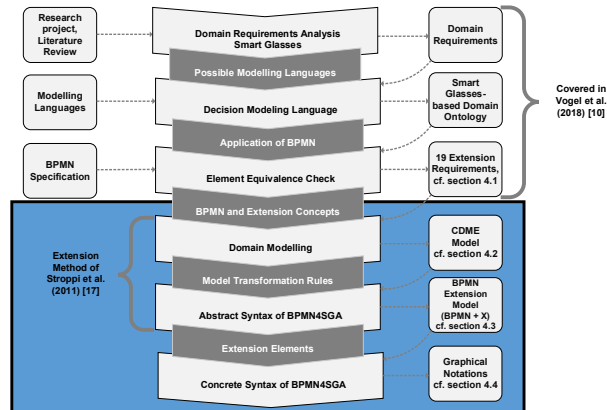 Research
project,
Literature
Review
Domain Requirements Analysis
Smart Glasses
Domain
Requirements
Possible Modelling Languages
Modelling
Languages
Decision Modeling Language
Smart
Glasses-
based Domain
Ontology
Covered in
Vogel et al.
(2018) [10]
Application of BPMN
BPMN
Specification
Element Equivalence Check
19 Extension
Requirements,
cf. section 4.1
BPMN and Extension Concepts
Extension
Method of
Stroppi et al.
(2011) [17]
Domain Modelling
CDME
Model
cf. section 4.2
Model Transformation Rules
Abstract Syntax of BPMN4SGA
BPMN
Extension
Model
(BPMN + X)
cf. section 4.3
Extension Elements
Concrete Syntax of BPMN4SGA
Graphical
Notations
cf. section 4.4